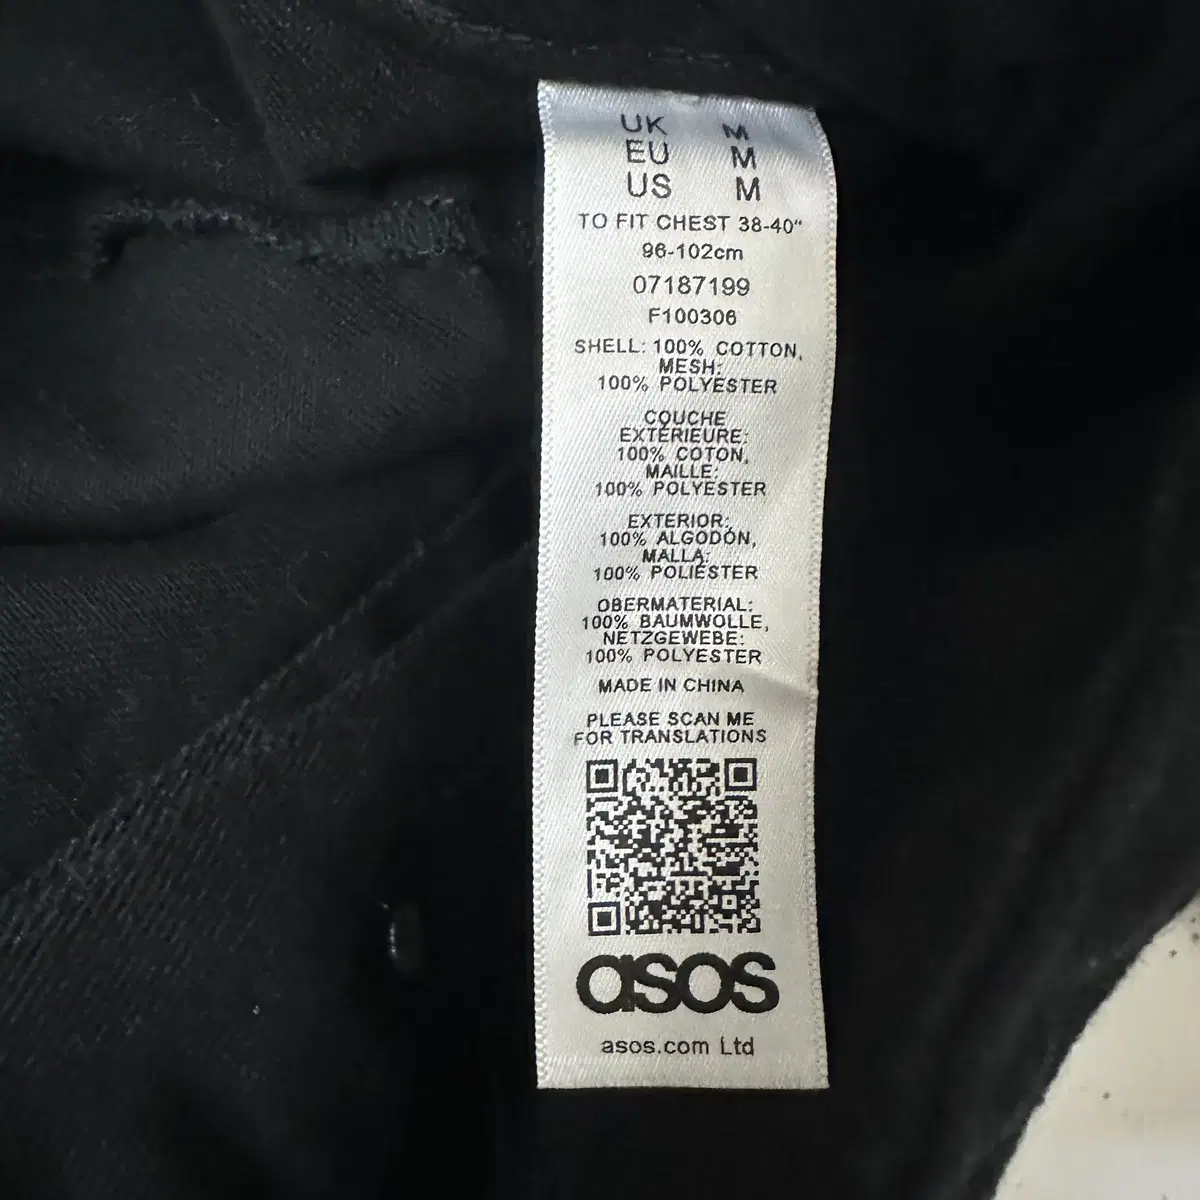 UK M
EU M
US M
TO FIT CHEST 38-40"
96-102cm
07187199
F100306
SHELL: 100% COTTON,
MESH:
100% POLYESTER
COUCHE
EXTÉRIEURE:
100% COTON,
MAILLE:
100% POLYESTER
EXTERIOR:
100% ALGODÓN,
MALLA:
100% POLIÉSTER
OBERMATERIAL:
100% BAUMWOLLE,
NETZGEWEBE:
100% POLYESTER
MADE IN CHINA
PLEASE SCAN ME
FOR TRANSLATIONS
asos
asos.com Ltd